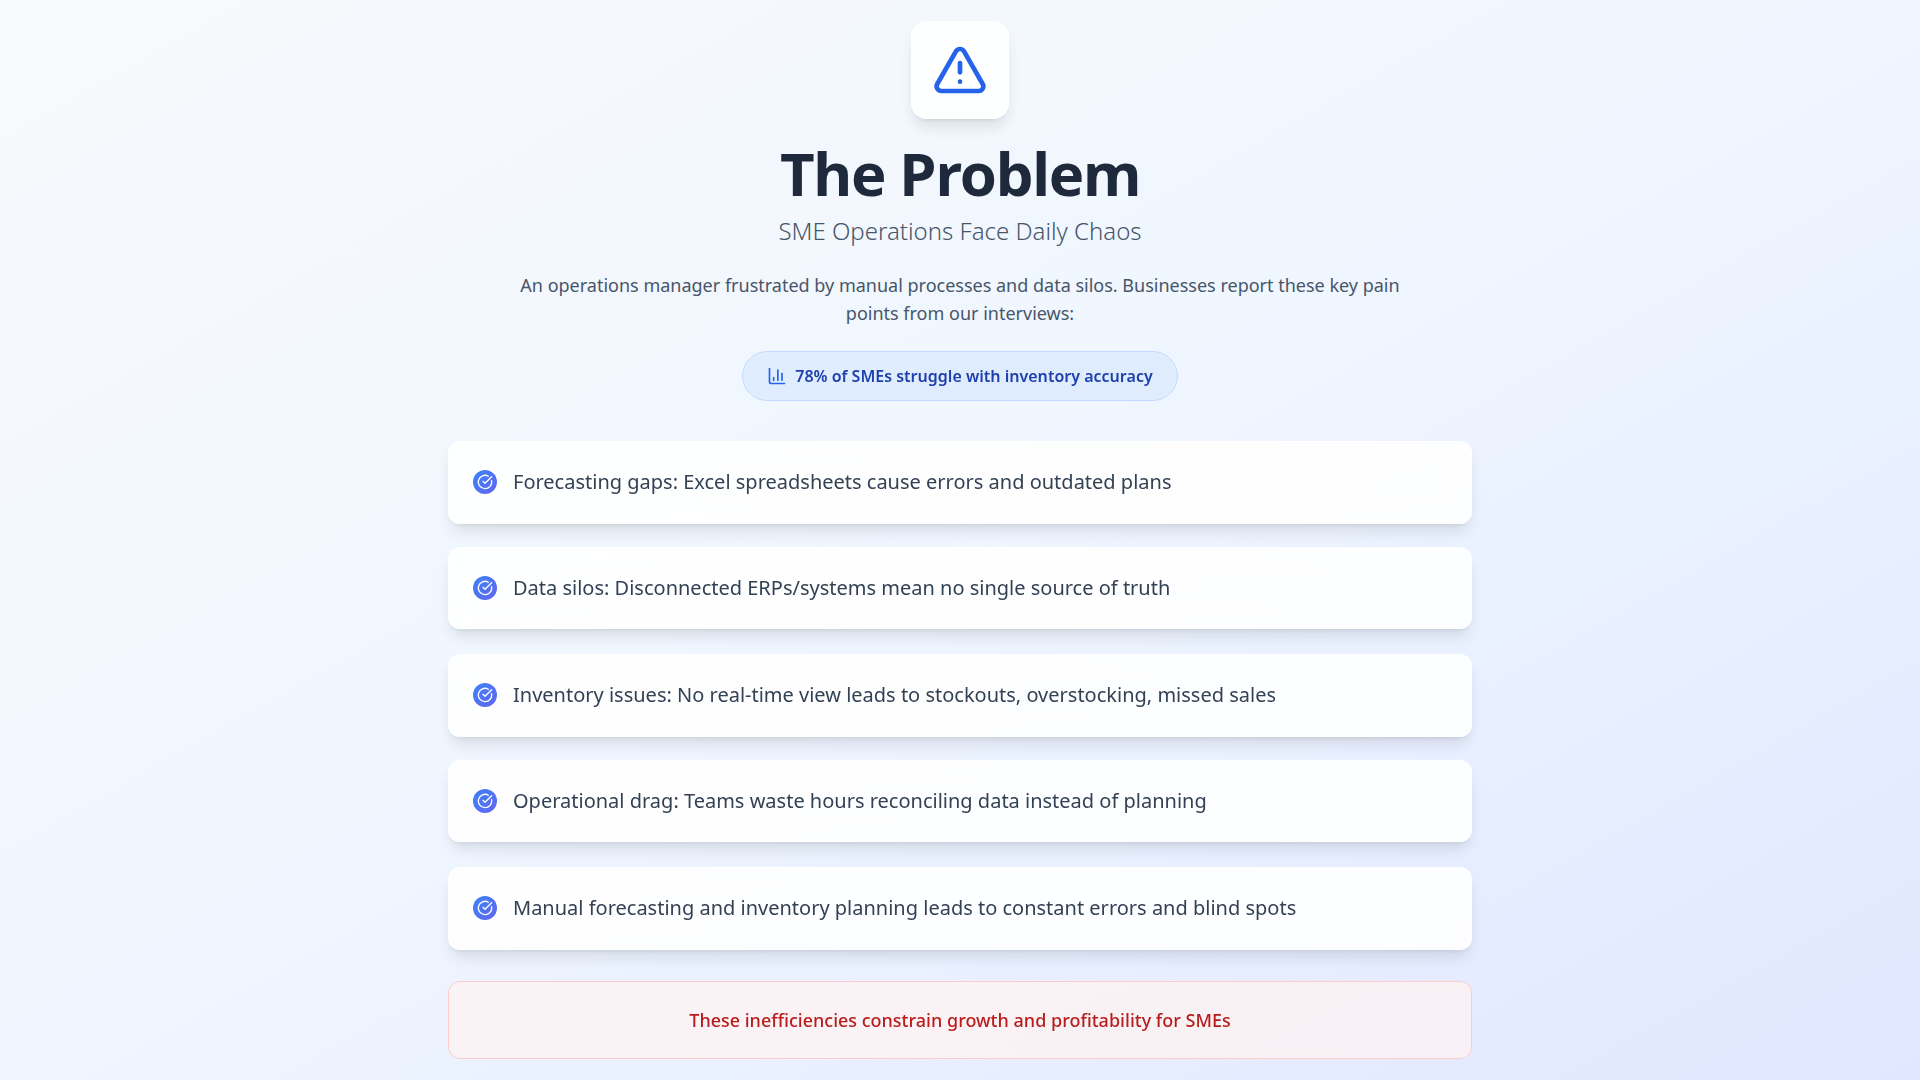 The Problem
SME Operations Face Daily Chaos
An operations manager frustrated by manual processes and data silos. Businesses report these key pain
points from our interviews:
78% of SMEs struggle with inventory accuracy
Forecasting gaps: Excel spreadsheets cause errors and outdated plans
Data silos: Disconnected ERPs/systems mean no single source of truth
Inventory issues: No real-time view leads to stockouts, overstocking, missed sales
Operational drag: Teams waste hours reconciling data instead of planning
Manual forecasting and inventory planning leads to constant errors and blind spots
These inefficiencies constrain growth and profitability for SMEs